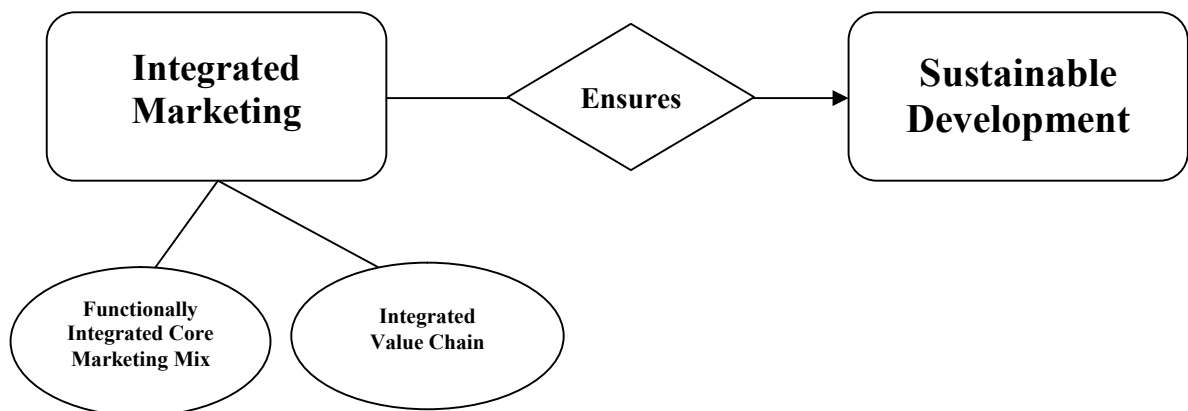 Integrated
Marketing
Ensures
Sustainable
Development
Functionally
Integrated Core
Marketing Mix
Integrated
Value Chain